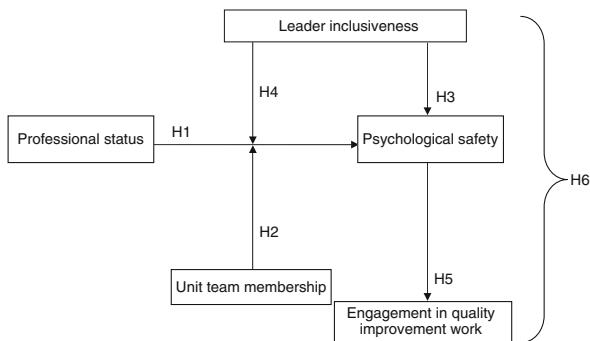 Leader inclusiveness
H4
H3
Professional status
H1
Psychological safety
H6
H2
Unit team membership
H5
Engagement in quality
improvement work